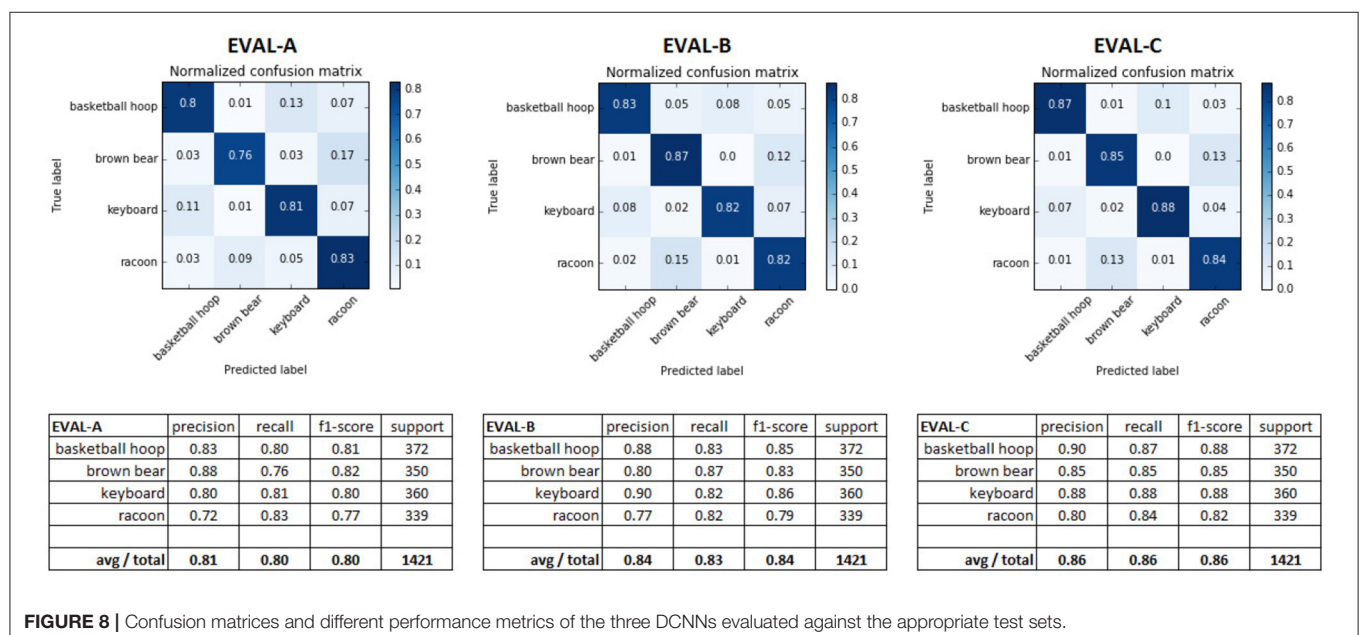 EVAL-A
Normalized confusion matrix
basketball hoop 0.8 0.01 0.13 0.07
brown bear 0.03 0.76 0.03 0.17
keyboard 0.11 0.01 0.81 0.07
racoon 0.03 0.09 0.05 0.83
True label
basketball hoop brown bear keyboard racoon
Predicted label
0.8
0.7
0.6
0.5
0.4
0.3
0.2
0.1
EVAL-B
Normalized confusion matrix
basketball hoop 0.83 0.05 0.08 0.05
brown bear 0.01 0.87 0.0 0.12
keyboard 0.08 0.02 0.82 0.07
racoon 0.02 0.15 0.01 0.82
True label
basketball hoop brown bear keyboard racoon
Predicted label
0.8
0.7
0.6
0.5
0.4
0.3
0.2
0.1
0.0
EVAL-C
Normalized confusion matrix
basketball hoop 0.87 0.01 0.1 0.03
brown bear 0.01 0.85 0.0 0.13
keyboard 0.07 0.02 0.88 0.04
racoon 0.01 0.13 0.01 0.84
True label
basketball hoop brown bear keyboard racoon
Predicted label
0.8
0.7
0.6
0.5
0.4
0.3
0.2
0.1
0.0
EVAL-A precision recall f1-score support
basketball hoop 0.83 0.80 0.81 372
brown bear 0.88 0.76 0.82 350
keyboard 0.80 0.81 0.80 360
racoon 0.72 0.83 0.77 339
avg / total 0.81 0.80 0.80 1421
EVAL-B precision recall f1-score support
basketball hoop 0.88 0.83 0.85 372
brown bear 0.80 0.87 0.83 350
keyboard 0.90 0.82 0.86 360
racoon 0.77 0.82 0.79 339
avg / total 0.84 0.83 0.84 1421
EVAL-C precision recall f1-score support
basketball hoop 0.90 0.87 0.88 372
brown bear 0.85 0.85 0.85 350
keyboard 0.88 0.88 0.88 360
racoon 0.80 0.84 0.82 339
avg / total 0.86 0.86 0.86 1421
FIGURE 8 | Confusion matrices and different performance metrics of the three DCNNs evaluated against the appropriate test sets.